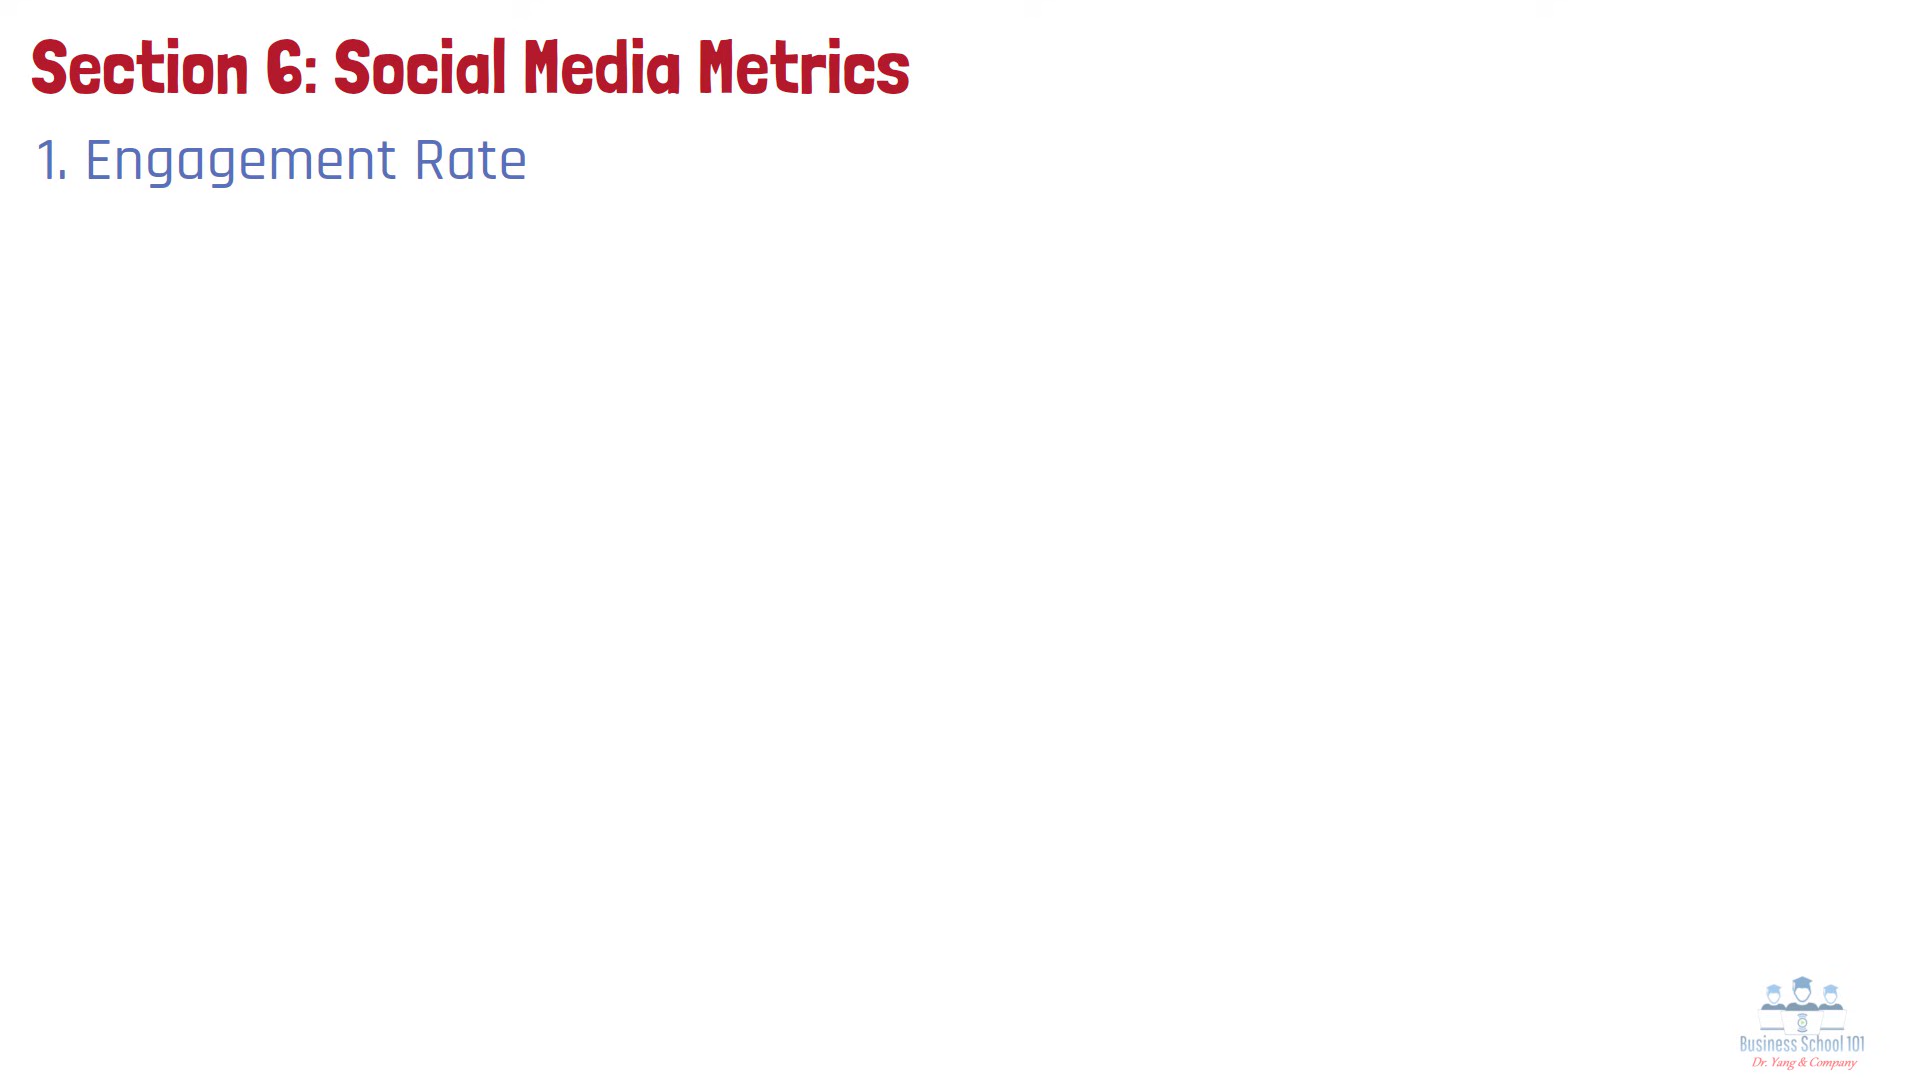 Section 6: Social Media Metrics
1. Engagement Rate
Business School 101
Dr. Yang & Company